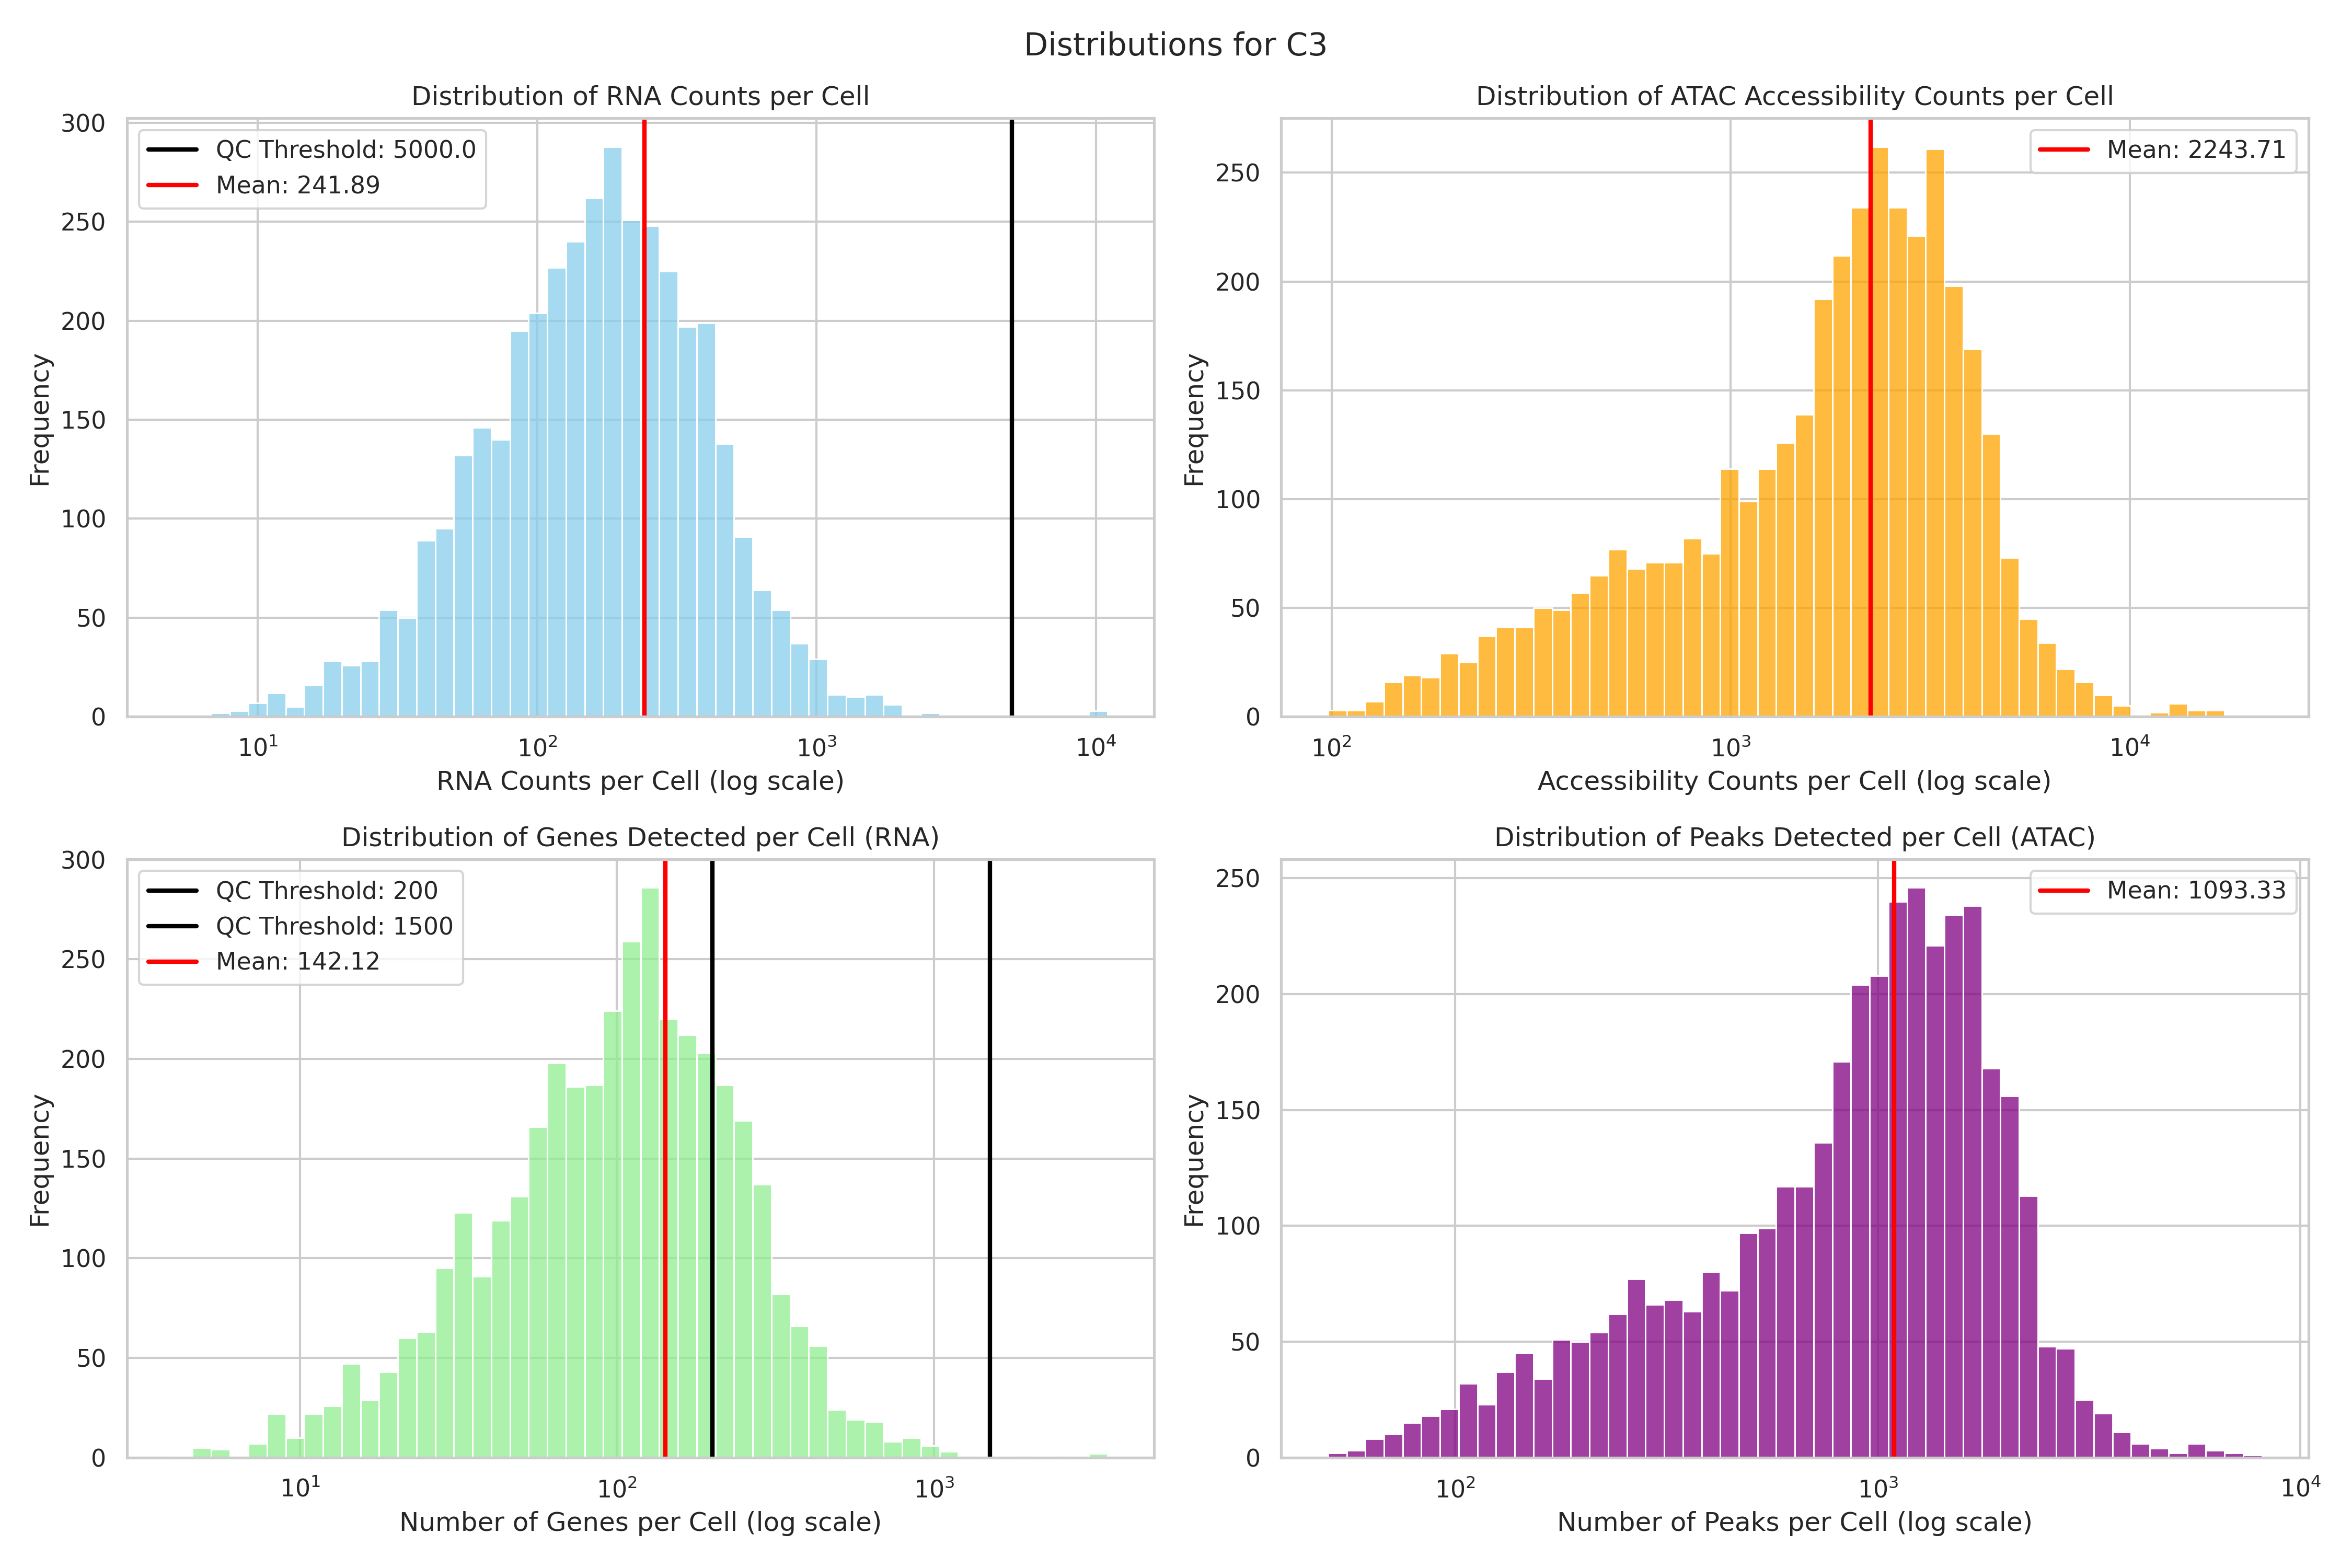 Distributions for C3
Distribution of RNA Counts per Cell
300
250
200
150
100
50
0
Frequency
QC Threshold: 5000.0
Mean: 241.89
10¹
10²
10³
10⁴
RNA Counts per Cell (log scale)
Distribution of ATAC Accessibility Counts per Cell
250
200
150
100
50
0
Frequency
Mean: 2243.71
10²
10³
10⁴
Accessibility Counts per Cell (log scale)
Distribution of Genes Detected per Cell (RNA)
300
250
200
150
100
50
0
Frequency
QC Threshold: 200
QC Threshold: 1500
Mean: 142.12
10¹
10²
10³
Number of Genes per Cell (log scale)
Distribution of Peaks Detected per Cell (ATAC)
250
200
150
100
50
0
Frequency
Mean: 1093.33
10²
10³
10⁴
Number of Peaks per Cell (log scale)